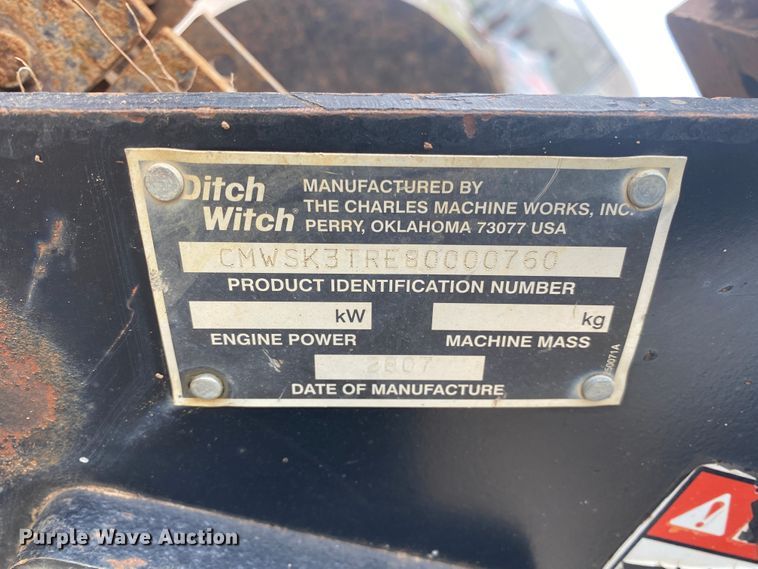 Ditch
Witch®
MANUFACTURED BY
THE CHARLES MACHINE WORKS, INC.
PERRY, OKLAHOMA 73077 USA
CMWSK3TRE80000760
PRODUCT IDENTIFICATION NUMBER
kW
kg
ENGINE POWER
MACHINE MASS
2007
DATE OF MANUFACTURE
Purple Wave Auction